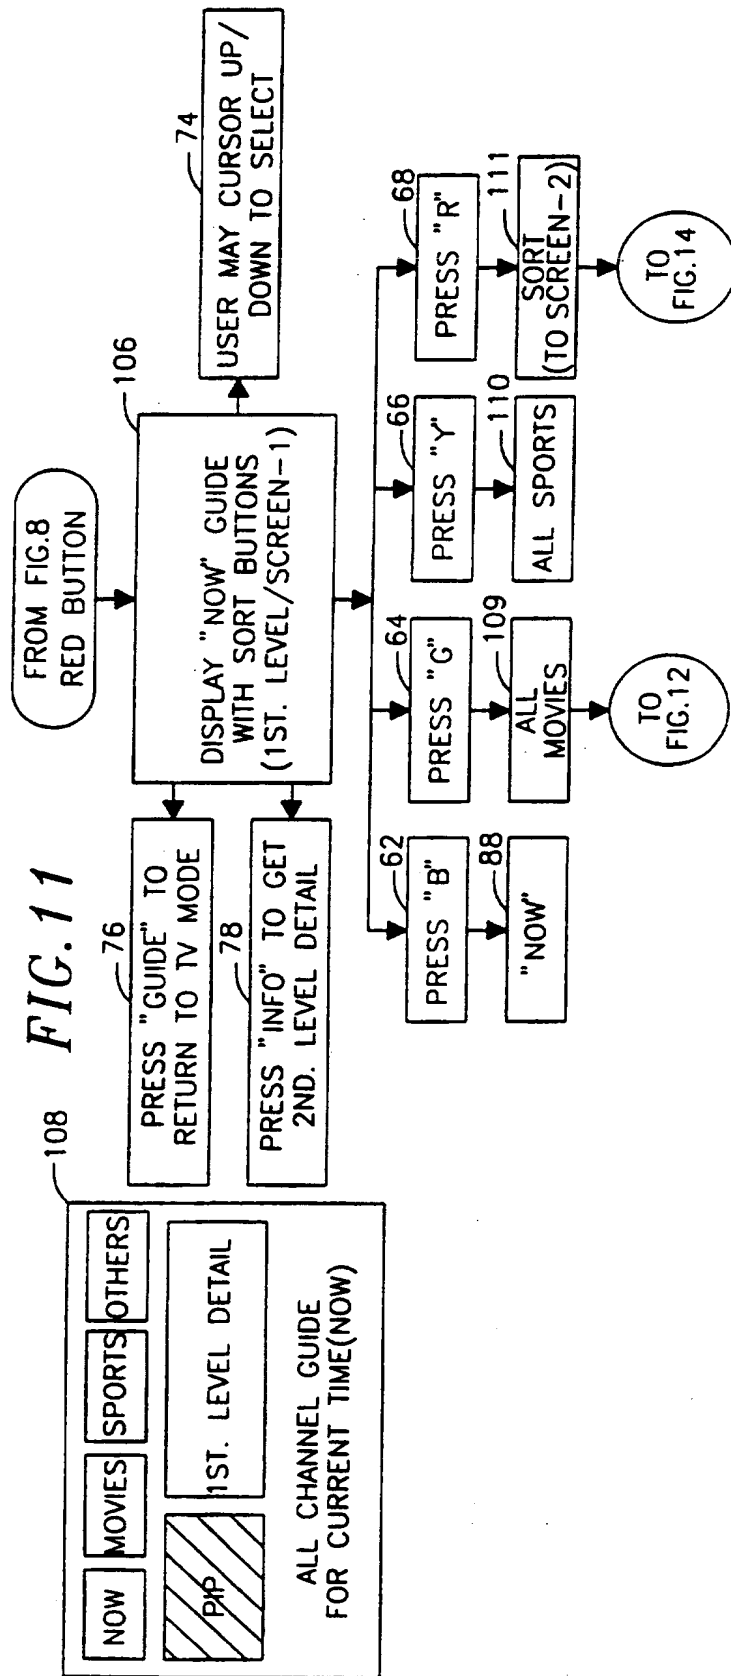 FIG.11
108
NOW
MOVIES
SPORTS
OTHERS
PIP
1ST. LEVEL DETAIL
ALL CHANNEL GUIDE
FOR CURRENT TIME(NOW)
FROM FIG.8
RED BUTTON
106
DISPLAY "NOW" GUIDE
WITH SORT BUTTONS
(1ST. LEVEL/SCREEN-1)
76
PRESS "GUIDE" TO
RETURN TO TV MODE
78
PRESS "INFO" TO GET
2ND. LEVEL DETAIL
74
USER MAY CURSOR UP/
DOWN TO SELECT
62
PRESS "B"
88
"NOW"
64
PRESS "G"
109
ALL
MOVIES
TO
FIG.12
66
PRESS "Y"
110
ALL SPORTS
68
PRESS "R"
111
SORT
(TO SCREEN-2)
TO
FIG.14